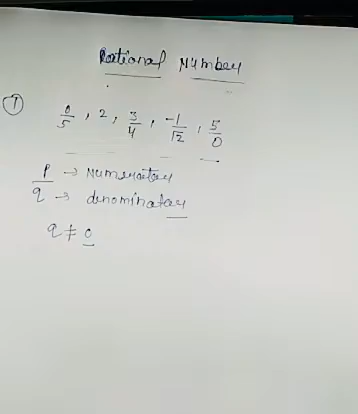 Rational Number
① 0/5 , 2 , 3/4 , -1/12 , 5/0
p → Numerator
q → denominator
q ≠ 0